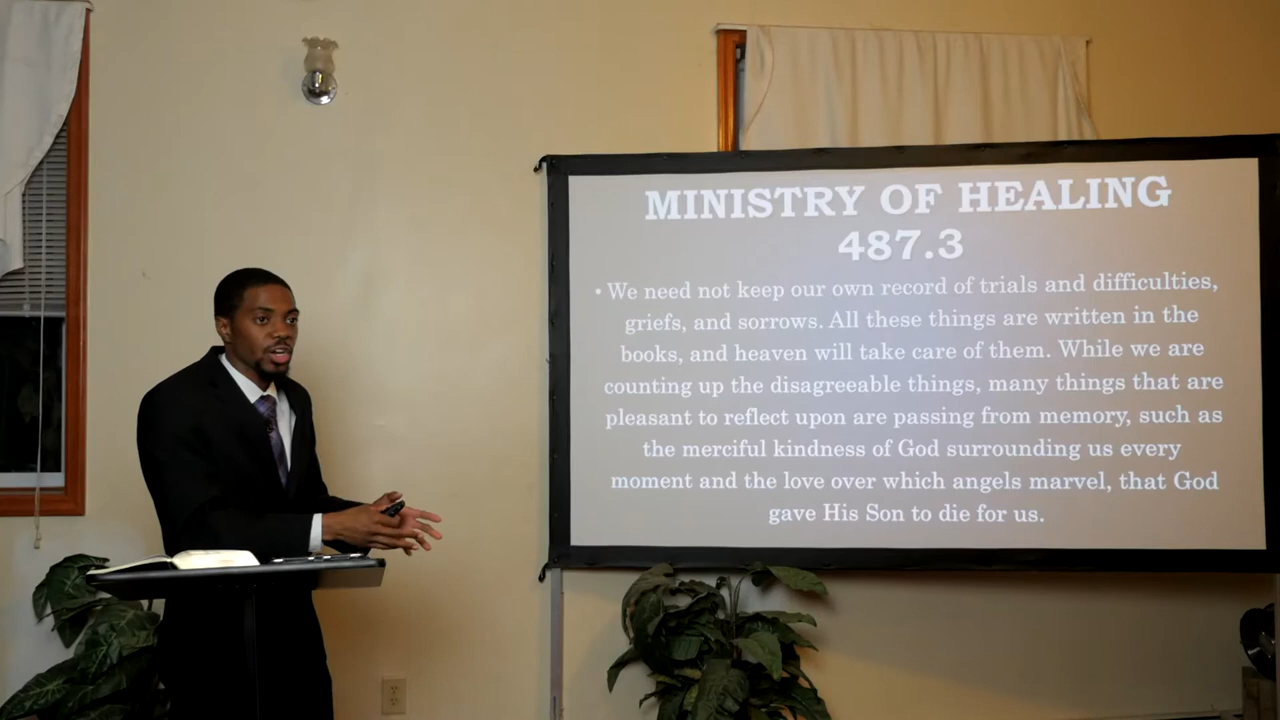 MINISTRY OF HEALING
487.3
• We need not keep our own record of trials and difficulties,
griefs, and sorrows. All these things are written in the
books, and heaven will take care of them. While we are
counting up the disagreeable things, many things that are
pleasant to reflect upon are passing from memory, such as
the merciful kindness of God surrounding us every
moment and the love over which angels marvel, that God
gave His Son to die for us.